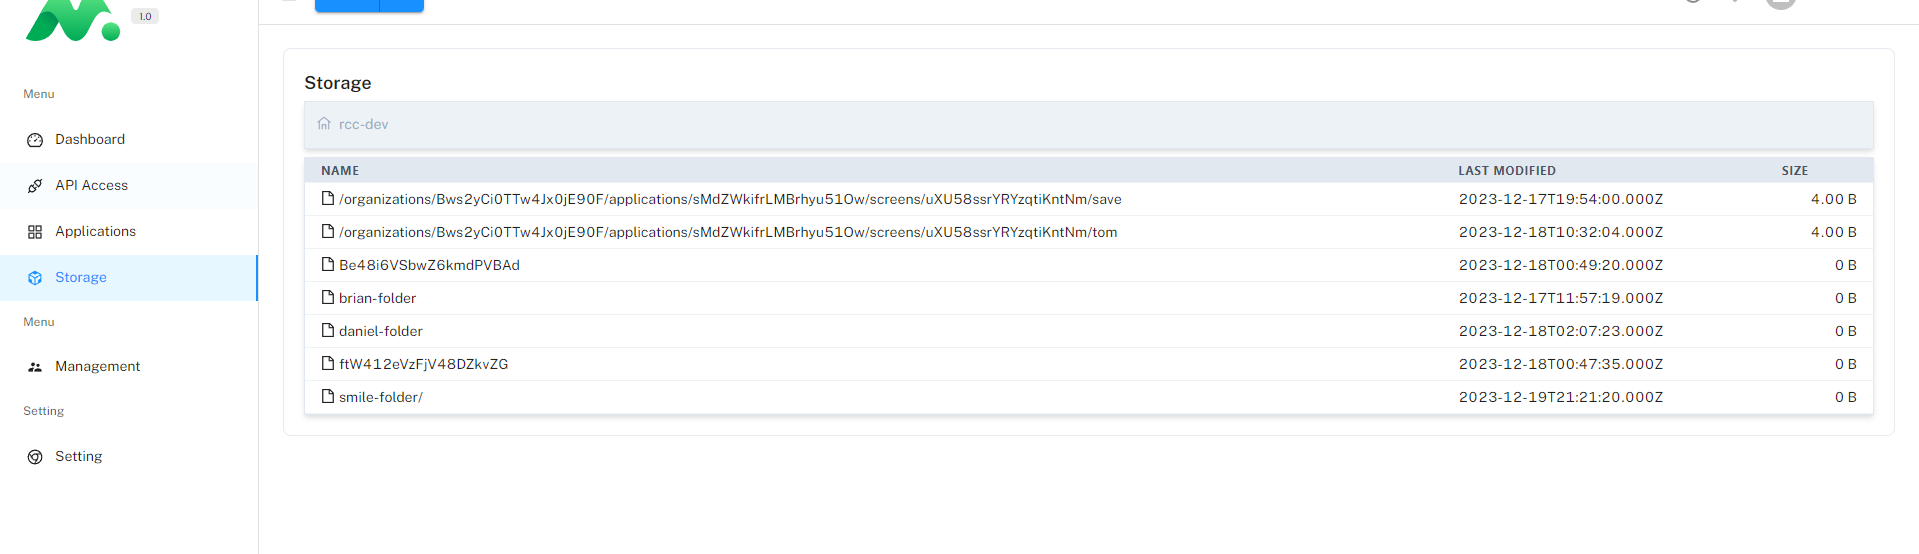 1.0
Menu
Dashboard
API Access
Applications
Storage
Menu
Management
Setting
Setting
Storage
rcc-dev
NAME LAST MODIFIED SIZE
/organizations/Bws2yCi0TTw4Jx0jE90F/applications/sMdZWkifrLMBrhyu51Ow/screens/uXU58ssrYRYzqtiKntNm/save 2023-12-17T19:54:00.000Z 4.00 B
/organizations/Bws2yCi0TTw4Jx0jE90F/applications/sMdZWkifrLMBrhyu51Ow/screens/uXU58ssrYRYzqtiKntNm/tom 2023-12-18T10:32:04.000Z 4.00 B
Be48i6VSbwZ6kmdPVBAd 2023-12-18T00:49:20.000Z 0 B
brian-folder 2023-12-17T11:57:19.000Z 0 B
daniel-folder 2023-12-18T02:07:23.000Z 0 B
ftW412eVzFjV48DZkvZG 2023-12-18T00:47:35.000Z 0 B
smile-folder/ 2023-12-19T21:21:20.000Z 0 B